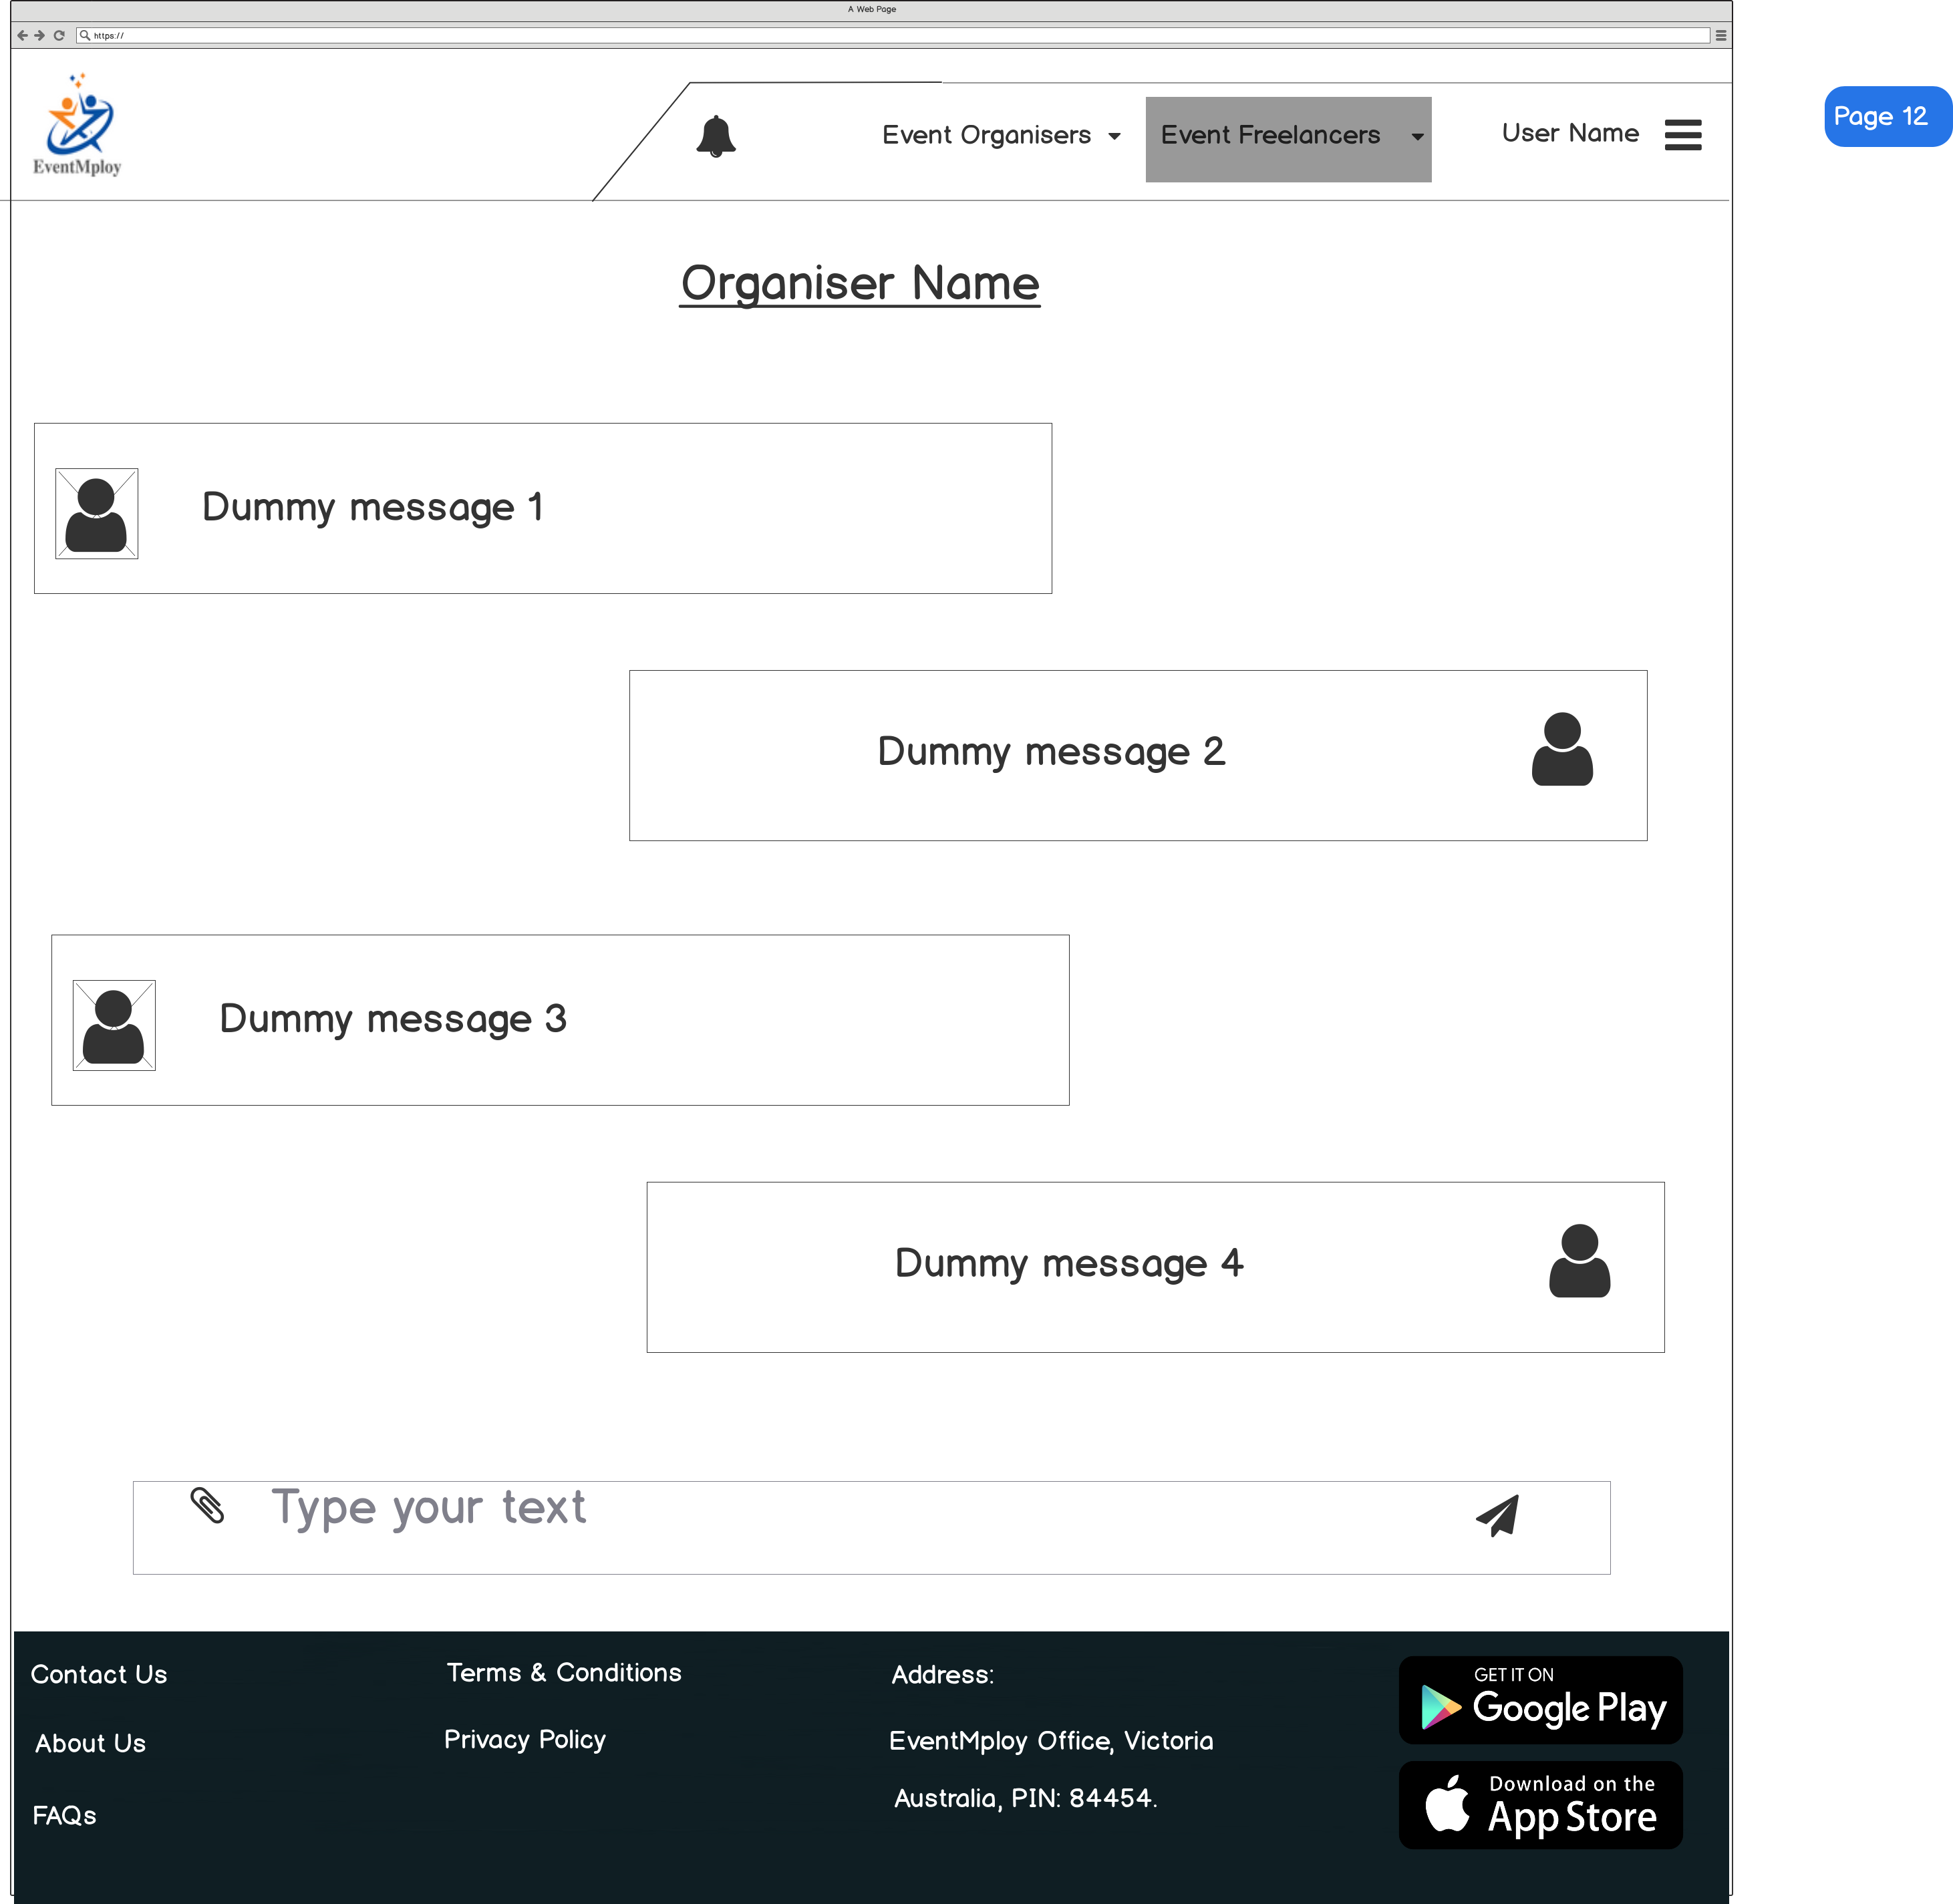 A Web Page
https://
EventMploy
Event Organisers
Event Freelancers
User Name
Page 12
Organiser Name
Dummy message 1
Dummy message 2
Dummy message 3
Dummy message 4
Type your text
Contact Us
About Us
FAQs
Terms & Conditions
Privacy Policy
Address:
EventMploy Office, Victoria
Australia, PIN: 84454.
GET IT ON
Google Play
Download on the
App Store